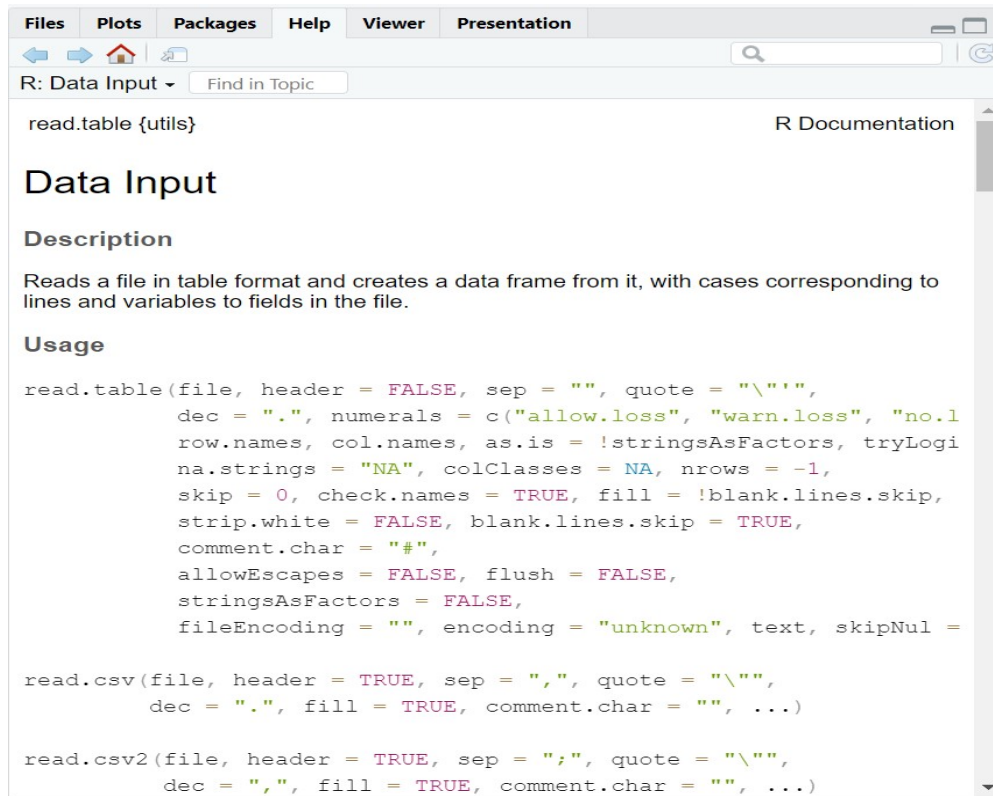 Files Plots Packages Help Viewer Presentation
R: Data Input Find in Topic
read.table {utils} R Documentation
Data Input
Description
Reads a file in table format and creates a data frame from it, with cases corresponding to
lines and variables to fields in the file.
Usage
read.table(file, header = FALSE, sep = "", quote = "\"'",
           dec = ".", numerals = c("allow.loss", "warn.loss", "no.l
           row.names, col.names, as.is = !stringsAsFactors, tryLogi
           na.strings = "NA", colClasses = NA, nrows = -1,
           skip = 0, check.names = TRUE, fill = !blank.lines.skip,
           strip.white = FALSE, blank.lines.skip = TRUE,
           comment.char = "#",
           allowEscapes = FALSE, flush = FALSE,
           stringsAsFactors = FALSE,
           fileEncoding = "", encoding = "unknown", text, skipNul =
read.csv(file, header = TRUE, sep = ",", quote = "\"",
         dec = ".", fill = TRUE, comment.char = "", ...)
read.csv2(file, header = TRUE, sep = ";", quote = "\"",
          dec = ",", fill = TRUE, comment.char = "", ...)